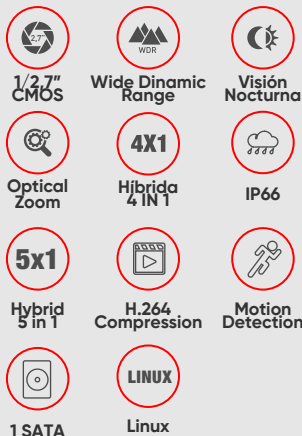 2,7"
WDR
1/2.7"
CMOS
Wide Dinamic
Range
Visión
Nocturna
4X1
Optical
Zoom
Híbrida
4 IN 1
IP66
5x1
Hybrid
5 in 1
H.264
Compression
Motion
Detection
LINUX
1 SATA
Linux